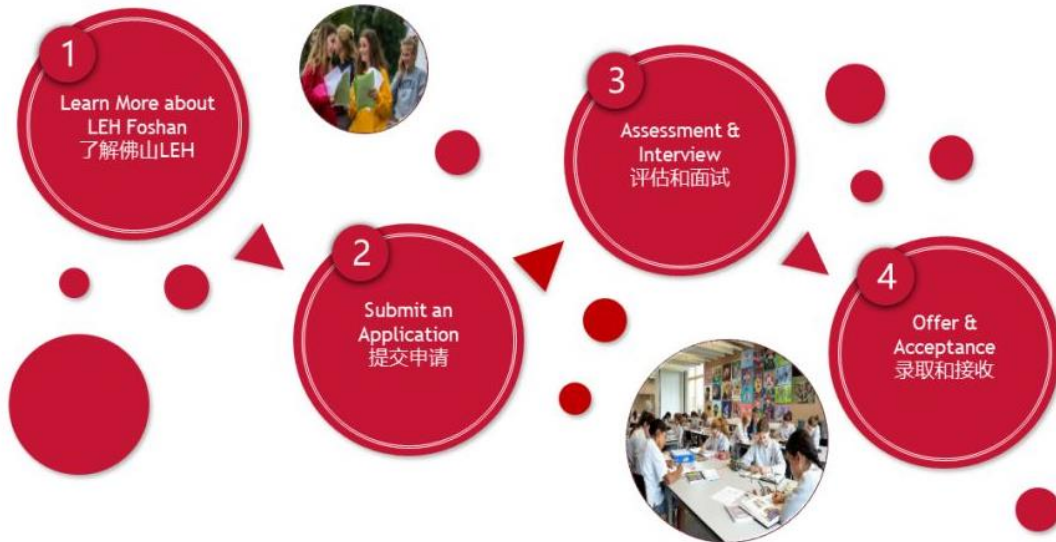 1
Learn More about
LEH Foshan
了解佛山LEH
2
Submit an
Application
提交申请
3
Assessment &
Interview
评估和面试
4
Offer &
Acceptance
录取和接收